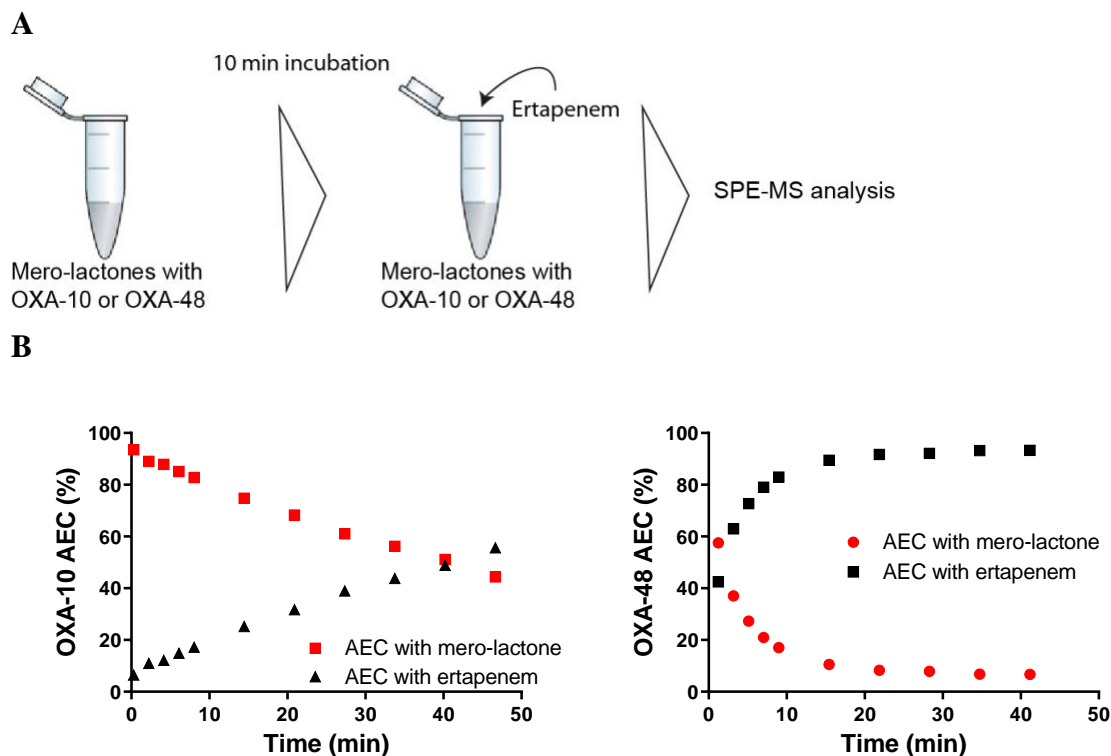 A
10 min incubation
Ertapenem
SPE-MS analysis
Mero-lactones with
OXA-10 or OXA-48
Mero-lactones with
OXA-10 or OXA-48
B
OXA-10 AEC (%)
100
80
60
40
20
0
AEC with mero-lactone
AEC with ertapenem
0 10 20 30 40 50
Time (min)
OXA-48 AEC (%)
100
80
60
40
20
0
AEC with mero-lactone
AEC with ertapenem
0 10 20 30 40 50
Time (min)